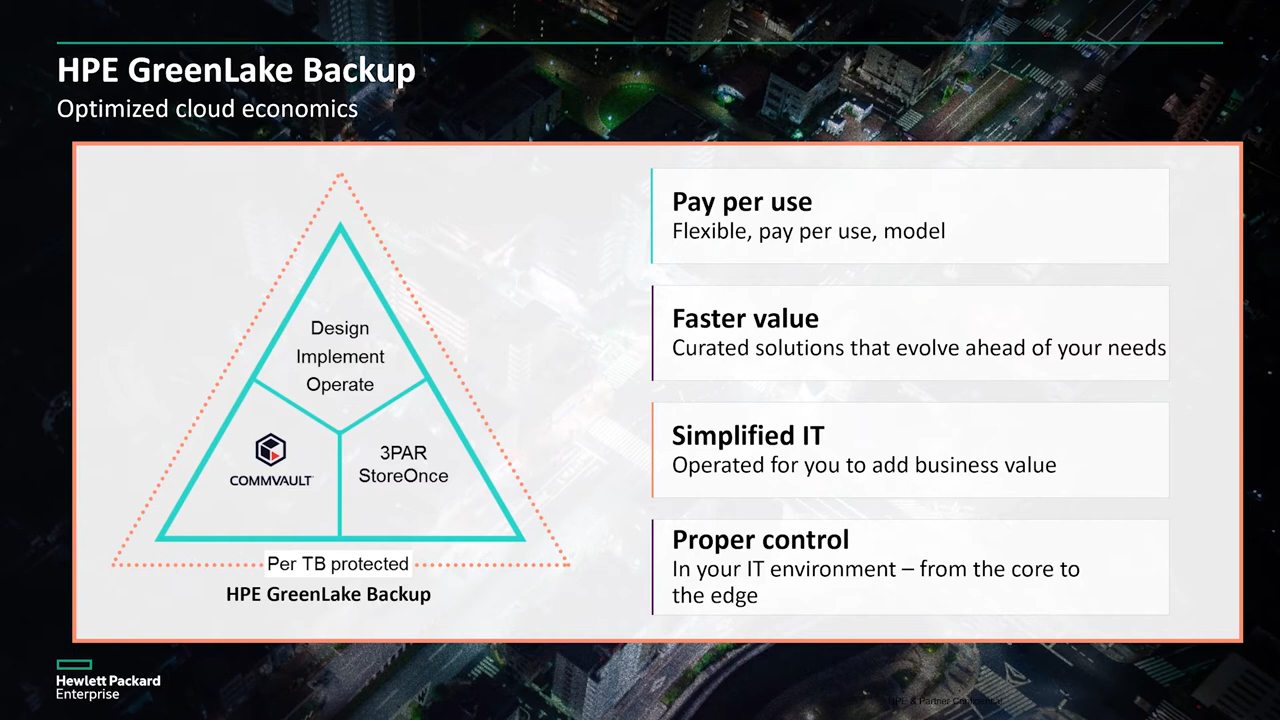 HPE GreenLake Backup
Optimized cloud economics
Design
Implement
Operate
COMMVAULT
3PAR
StoreOnce
Per TB protected
HPE GreenLake Backup
Pay per use
Flexible, pay per use, model
Faster value
Curated solutions that evolve ahead of your needs
Simplified IT
Operated for you to add business value
Proper control
In your IT environment – from the core to
the edge
Hewlett Packard
Enterprise
HPE & Partner Confidential